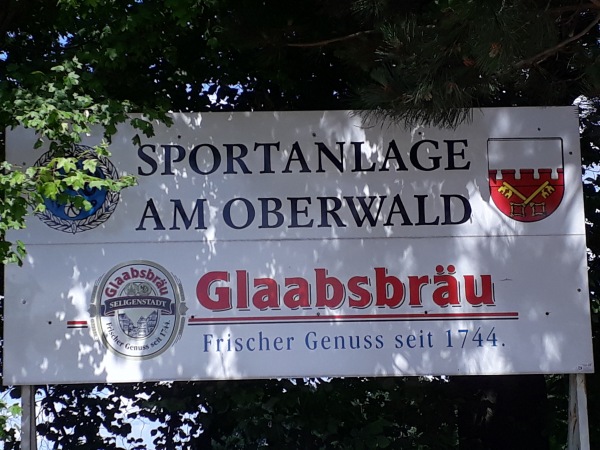 SPORTANLAGE
AM OBERWALD
Glaabsbräu
SELIGENSTADT
Frischer Genuss seit 1744.
Glaabsbräu
Frischer Genuss seit 1744.